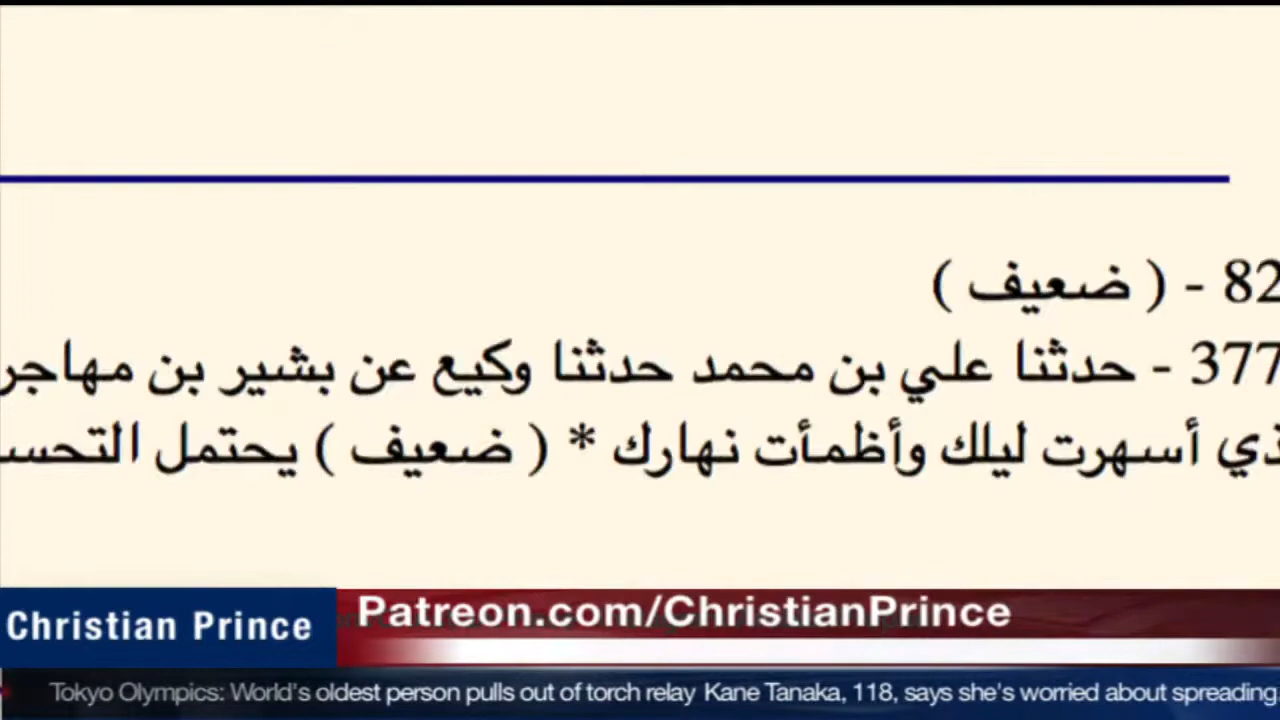 82 - ( ضعيف )
377 - حدثنا علي بن محمد حدثنا وكيع عن بشير بن مهاجر
ذي أسهرت ليلك وأظمأت نهارك * ( ضعيف ) يحتمل التحس
Christian Prince
Patreon.com/ChristianPrince
Tokyo Olympics: World's oldest person pulls out of torch relay Kane Tanaka, 118, says she's worried about spreading